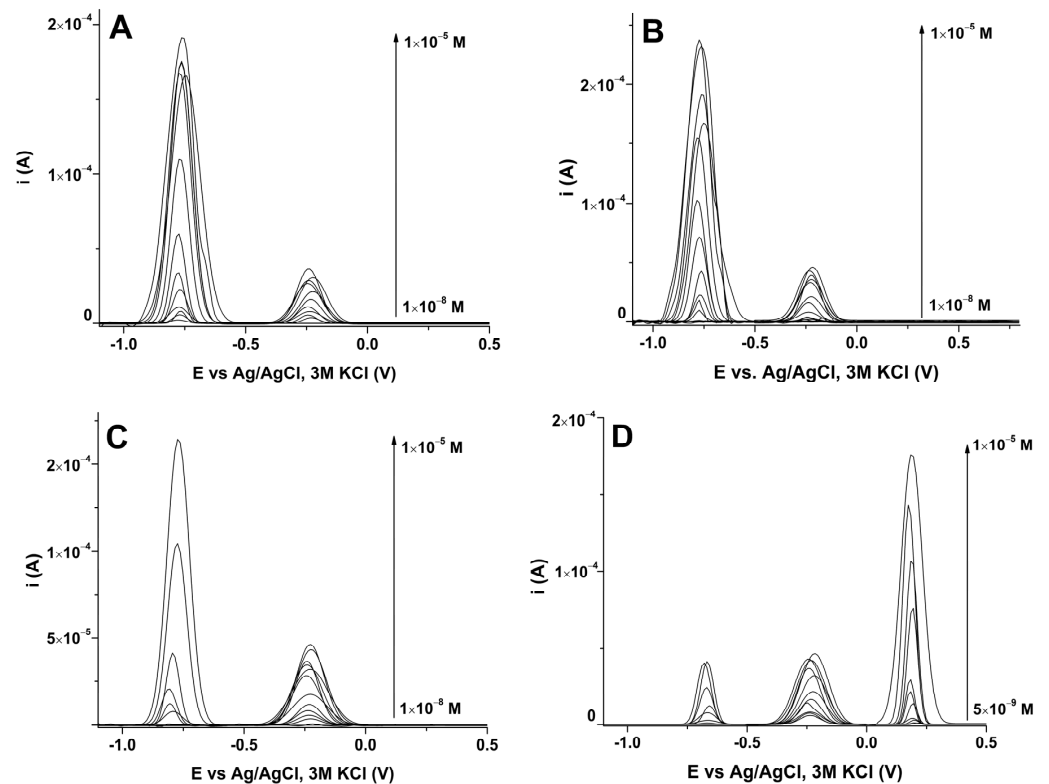 A
2×10⁻⁴
1×10⁻⁴
0
i (A)
1×10⁻⁵ M
1×10⁻⁸ M
-1.0 -0.5 0.0 0.5
E vs Ag/AgCl, 3M KCl (V)
B
2×10⁻⁴
1×10⁻⁴
0
i (A)
1×10⁻⁵ M
1×10⁻⁸ M
-1.0 -0.5 0.0 0.5
E vs. Ag/AgCl, 3M KCl (V)
C
2×10⁻⁴
1×10⁻⁴
5×10⁻⁵
i (A)
1×10⁻⁵ M
1×10⁻⁸ M
-1.0 -0.5 0.0 0.5
E vs Ag/AgCl, 3M KCl (V)
D
2×10⁻⁴
1×10⁻⁴
0
i (A)
1×10⁻⁵ M
5×10⁻⁹ M
-1.0 -0.5 0.0 0.5
E vs Ag/AgCl, 3M KCl (V)